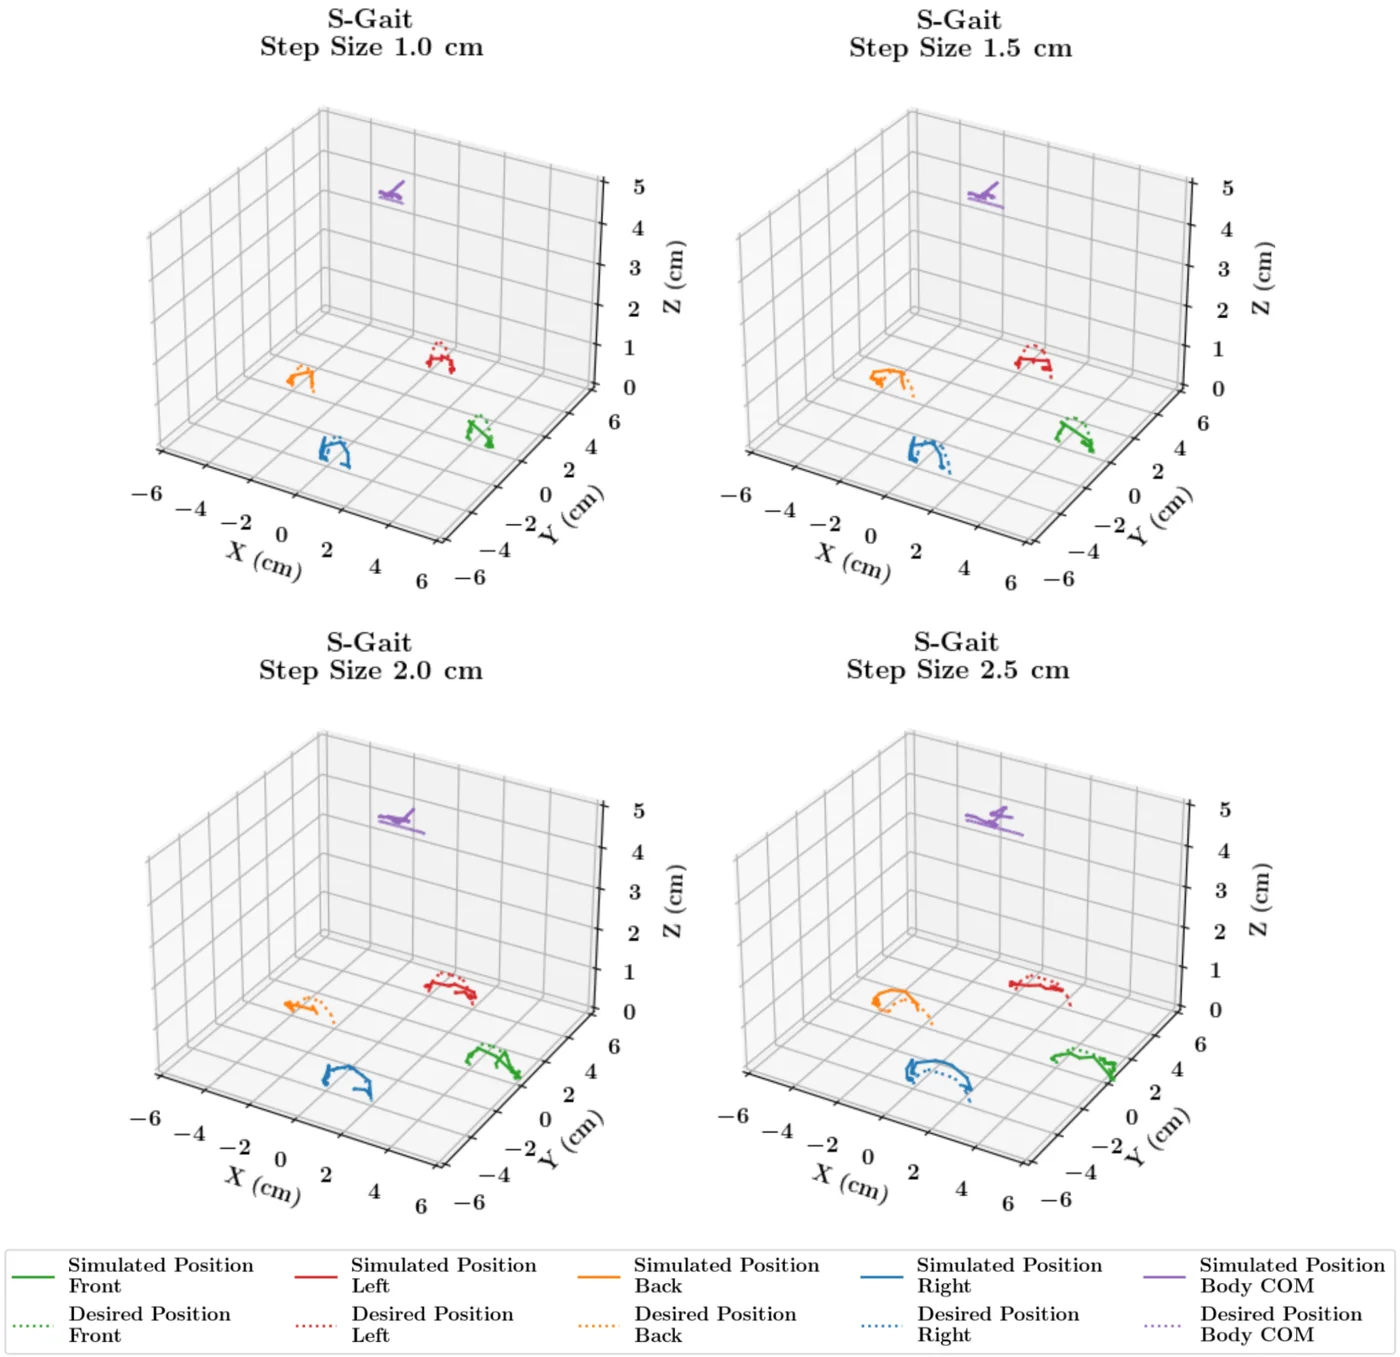 S-Gait
Step Size 1.0 cm
5
4
3
2
1
0
Z (cm)
6
4
2
0
−2
−4
−6
Y (cm)
−6
−4
−2
0
2
4
6
X (cm)
S-Gait
Step Size 1.5 cm
5
4
3
2
1
0
Z (cm)
6
4
2
0
−2
−4
−6
Y (cm)
−6
−4
−2
0
2
4
6
X (cm)
S-Gait
Step Size 2.0 cm
5
4
3
2
1
0
Z (cm)
6
4
2
0
−2
−4
−6
Y (cm)
−6
−4
−2
0
2
4
6
X (cm)
S-Gait
Step Size 2.5 cm
5
4
3
2
1
0
Z (cm)
6
4
2
0
−2
−4
−6
Y (cm)
−6
−4
−2
0
2
4
6
X (cm)
Simulated Position
Front
Desired Position
Front
Simulated Position
Left
Desired Position
Left
Simulated Position
Back
Desired Position
Back
Simulated Position
Right
Desired Position
Right
Simulated Position
Body COM
Desired Position
Body COM